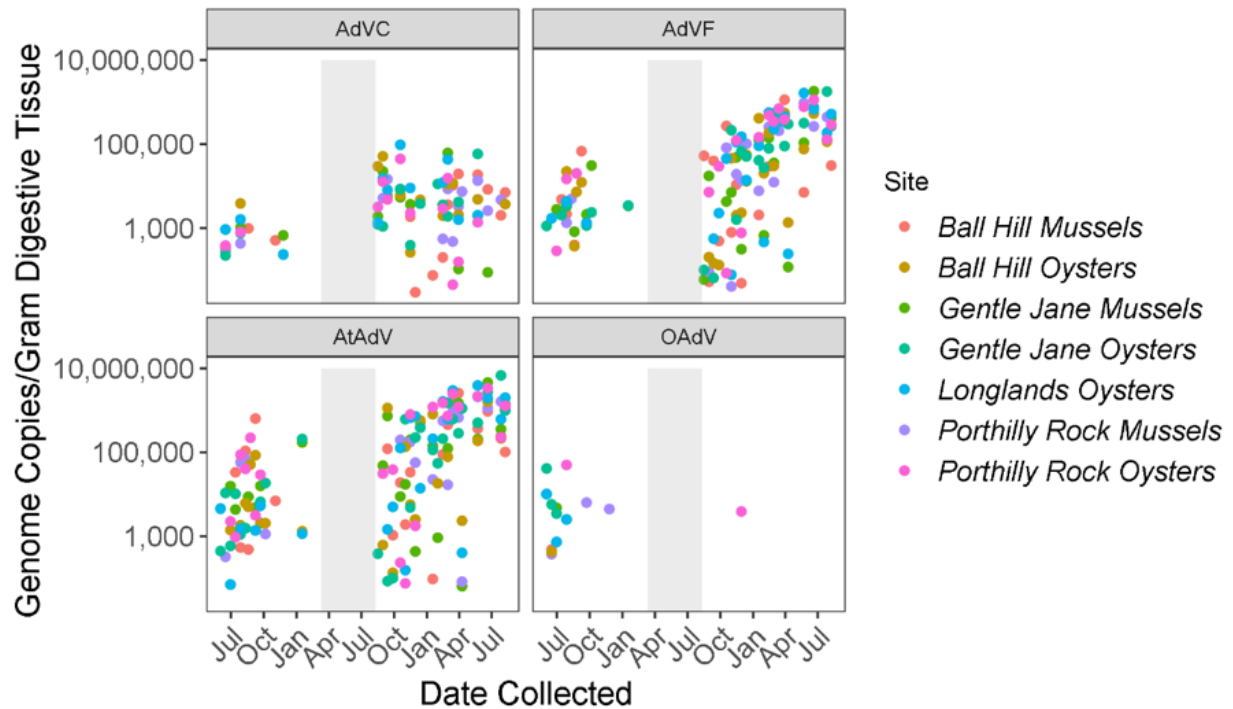 Genome Copies/Gram Digestive Tissue
AdVC
AdVF
10,000,000
100,000
1,000
AtAdV
OAdV
10,000,000
100,000
1,000
Jul Oct Jan Apr Jul Oct Jan Apr Jul
Jul Oct Jan Apr Jul Oct Jan Apr Jul
Date Collected
Site
Ball Hill Mussels
Ball Hill Oysters
Gentle Jane Mussels
Gentle Jane Oysters
Longlands Oysters
Porthilly Rock Mussels
Porthilly Rock Oysters